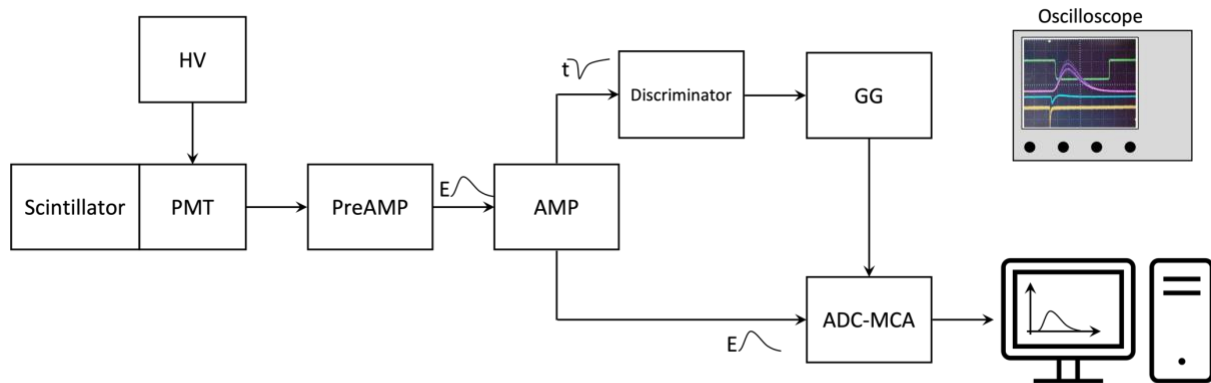 Oscilloscope
HV
t
Discriminator
GG
Scintillator
PMT
PreAMP
E
AMP
E
ADC-MCA